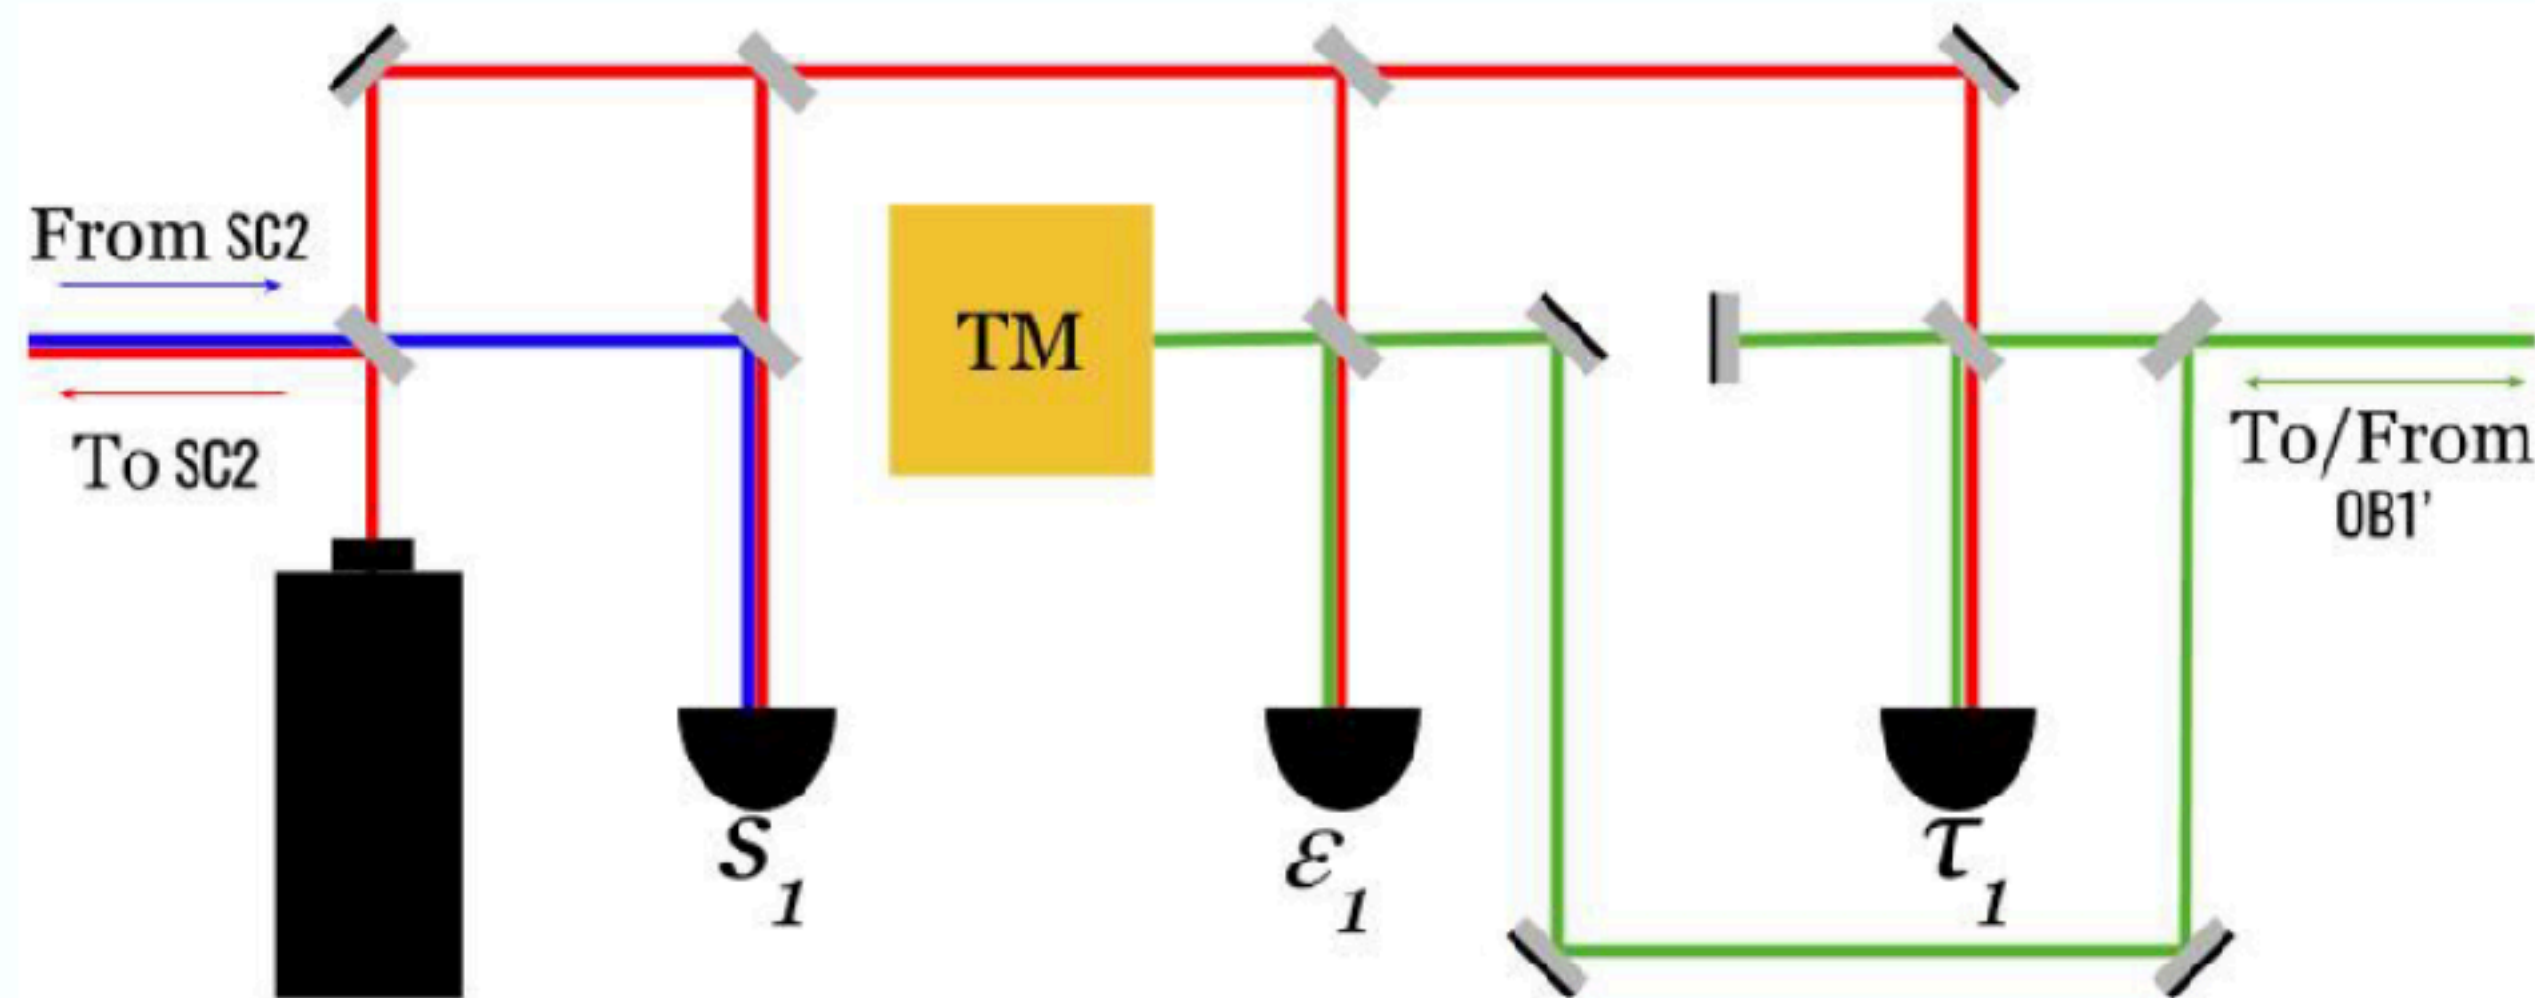 From SC2
To SC2
TM
To/From
OB1'
s1
ε1
τ1